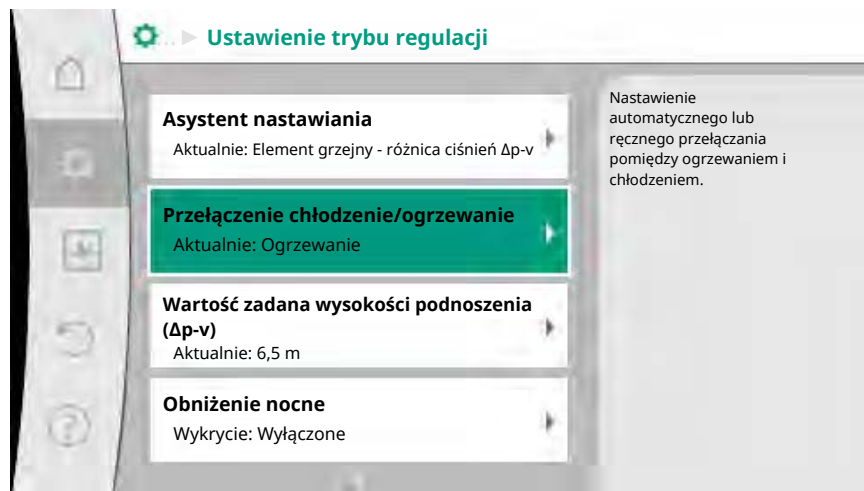 Ustawienie trybu regulacji
Asystent nastawiania
Aktualnie: Element grzejny - różnica ciśnień Δp-v
Przełączenie chłodzenie/ogrzewanie
Aktualnie: Ogrzewanie
Wartość zadana wysokości podnoszenia
(Δp-v)
Aktualnie: 6,5 m
Obniżenie nocne
Wykrycie: Wyłączone
Nastawienie
automatycznego lub
ręcznego przełączania
pomiędzy ogrzewaniem i
chłodzeniem.